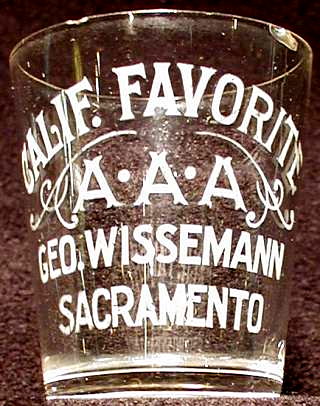 CALIF. FAVORITE
A·A·A
GEO. WISSEMANN
SACRAMENTO